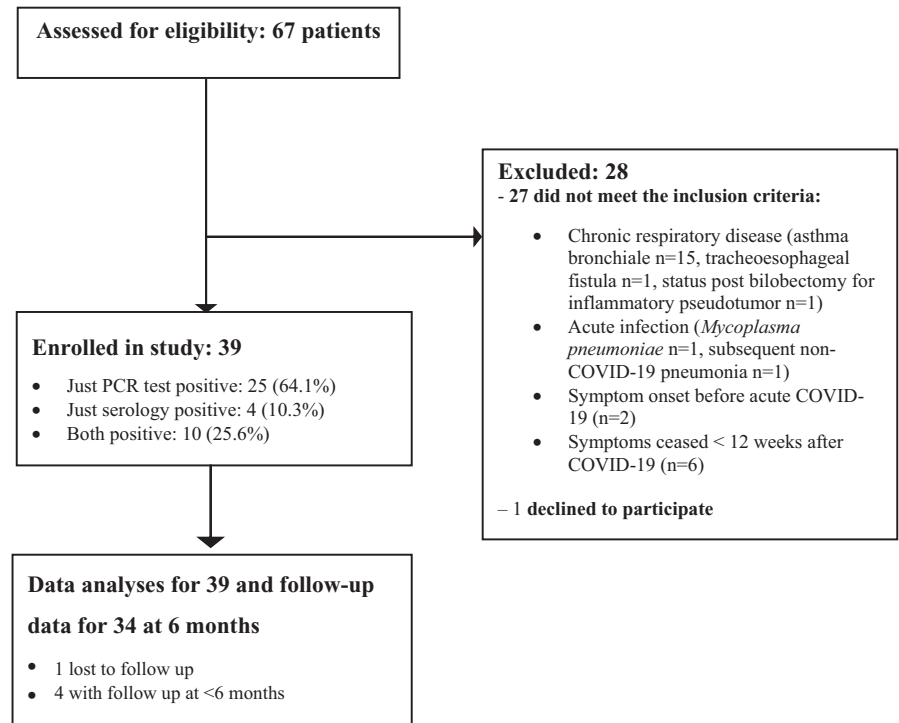 Assessed for eligibility: 67 patients
Excluded: 28
- 27 did not meet the inclusion criteria:
• Chronic respiratory disease (asthma
bronchiale n=15, tracheoesophageal
fistula n=1, status post bilobectomy for
inflammatory pseudotumor n=1)
• Acute infection (Mycoplasma
pneumoniae n=1, subsequent non-
COVID-19 pneumonia n=1)
• Symptom onset before acute COVID-
19 (n=2)
• Symptoms ceased < 12 weeks after
COVID-19 (n=6)
– 1 declined to participate
Enrolled in study: 39
• Just PCR test positive: 25 (64.1%)
• Just serology positive: 4 (10.3%)
• Both positive: 10 (25.6%)
Data analyses for 39 and follow-up
data for 34 at 6 months
• 1 lost to follow up
• 4 with follow up at <6 months